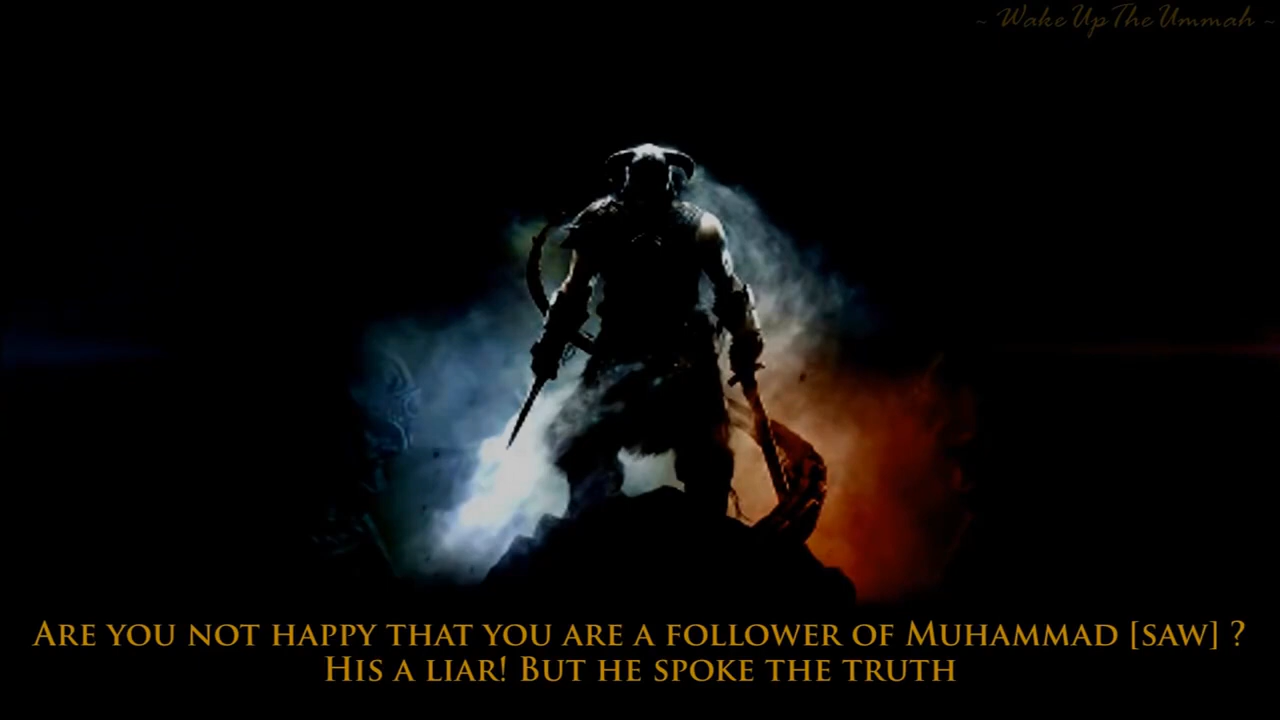 ~ Wake Up The Ummah ~
Are you not happy that you are a follower of Muhammad [saw] ?
His a liar! But he spoke the truth